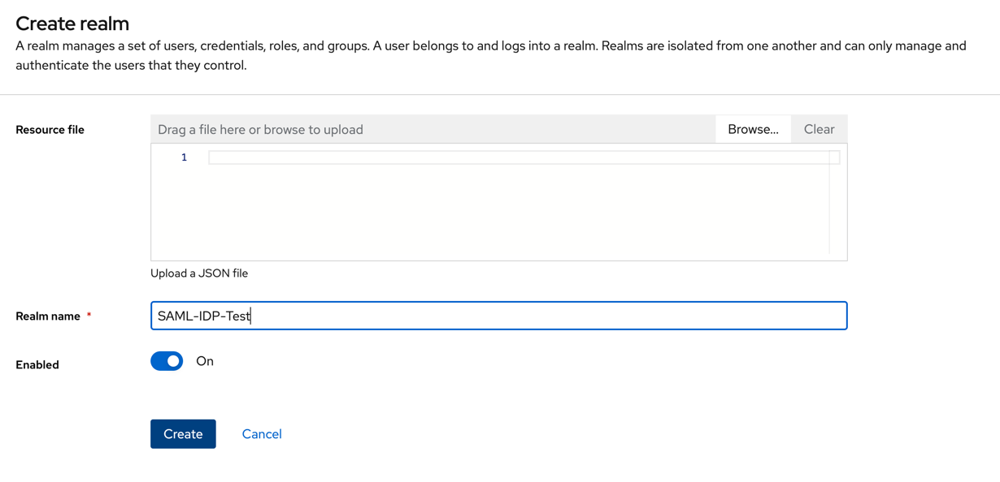 Create realm
A realm manages a set of users, credentials, roles, and groups. A user belongs to and logs into a realm. Realms are isolated from one another and can only manage and
authenticate the users that they control.
Resource file
Drag a file here or browse to upload
Browse...
Clear
1
Upload a JSON file
Realm name *
SAML-IDP-Test
Enabled
On
Create
Cancel